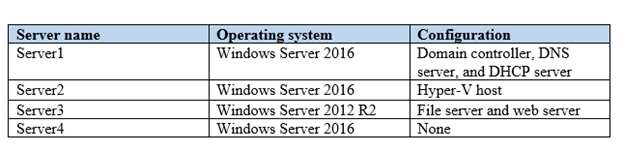 Server name Operating system Configuration
Server1 Windows Server 2016 Domain controller, DNS
server, and DHCP server
Server2 Windows Server 2016 Hyper-V host
Server3 Windows Server 2012 R2 File server and web server
Server4 Windows Server 2016 None